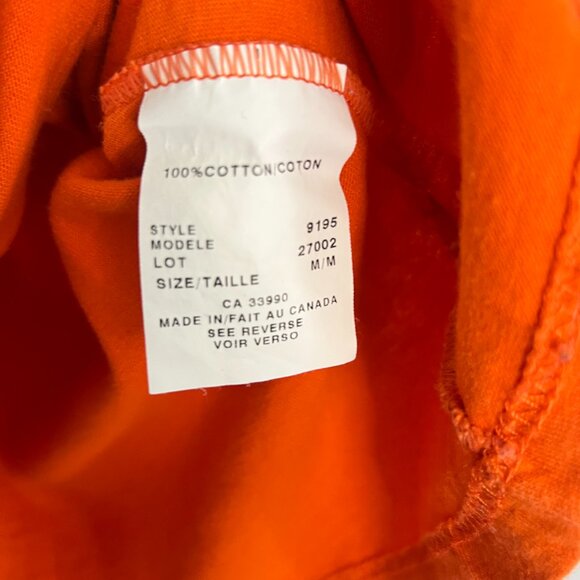 100%COTTON/COTON
STYLE 9195
MODELE
LOT 27002
SIZE/TAILLE M/M
CA 33990
MADE IN/FAIT AU CANADA
SEE REVERSE
VOIR VERSO